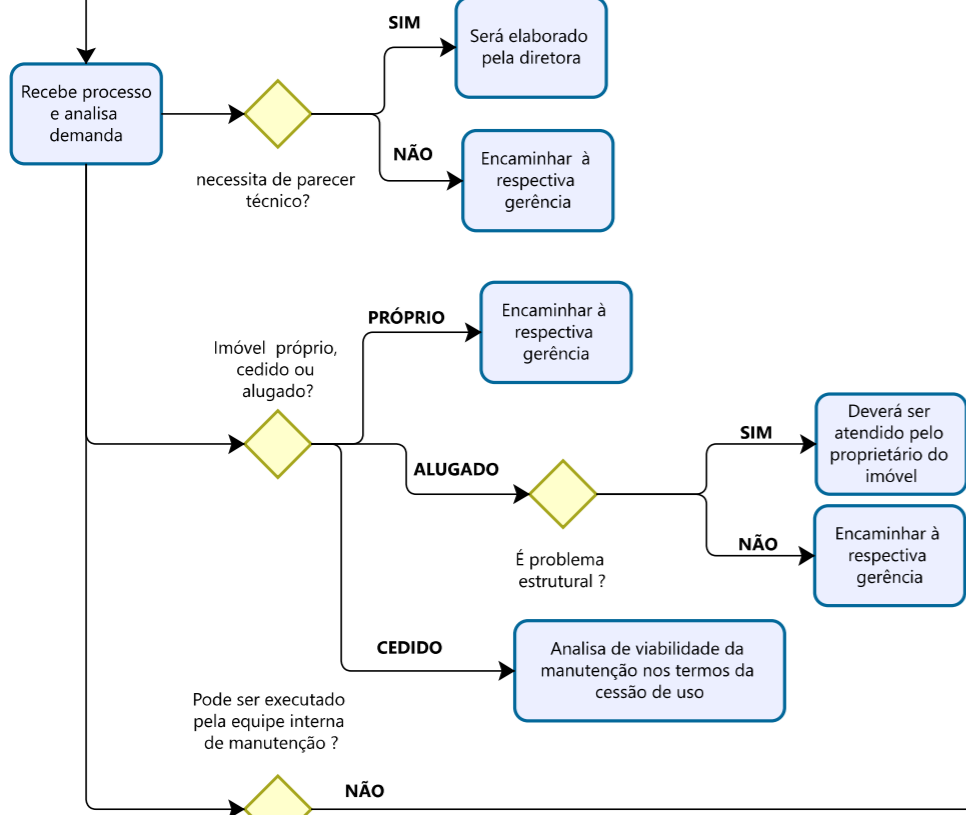 SIM
Será elaborado
pela diretora
Recebe processo
e analisa
demanda
necessita de parecer
técnico?
NÃO
Encaminhar à
respectiva
gerência
Imóvel próprio,
cedido ou
alugado?
PRÓPRIO
Encaminhar à
respectiva
gerência
ALUGADO
É problema
estrutural ?
SIM
Deverá ser
atendido pelo
proprietário do
imóvel
NÃO
Encaminhar à
respectiva
gerência
CEDIDO
Analisa de viabilidade da
manutenção nos termos da
cessão de uso
Pode ser executado
pela equipe interna
de manutenção ?
NÃO